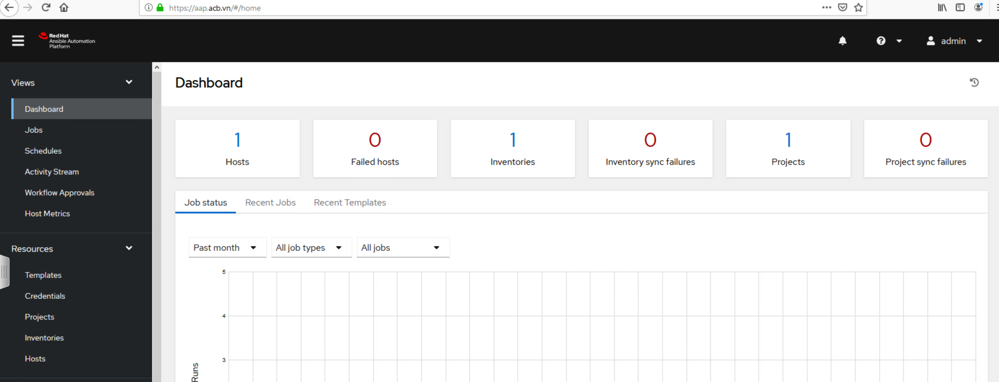 https://aap.acb.vn/#/home
Red Hat
Ansible Automation
Platform
admin
Views
Dashboard
Jobs
Schedules
Activity Stream
Workflow Approvals
Host Metrics
Resources
Templates
Credentials
Projects
Inventories
Hosts
Dashboard
1
Hosts
0
Failed hosts
1
Inventories
0
Inventory sync failures
1
Projects
0
Project sync failures
Job status Recent Jobs Recent Templates
Past month All job types All jobs
5
4
3
Runs